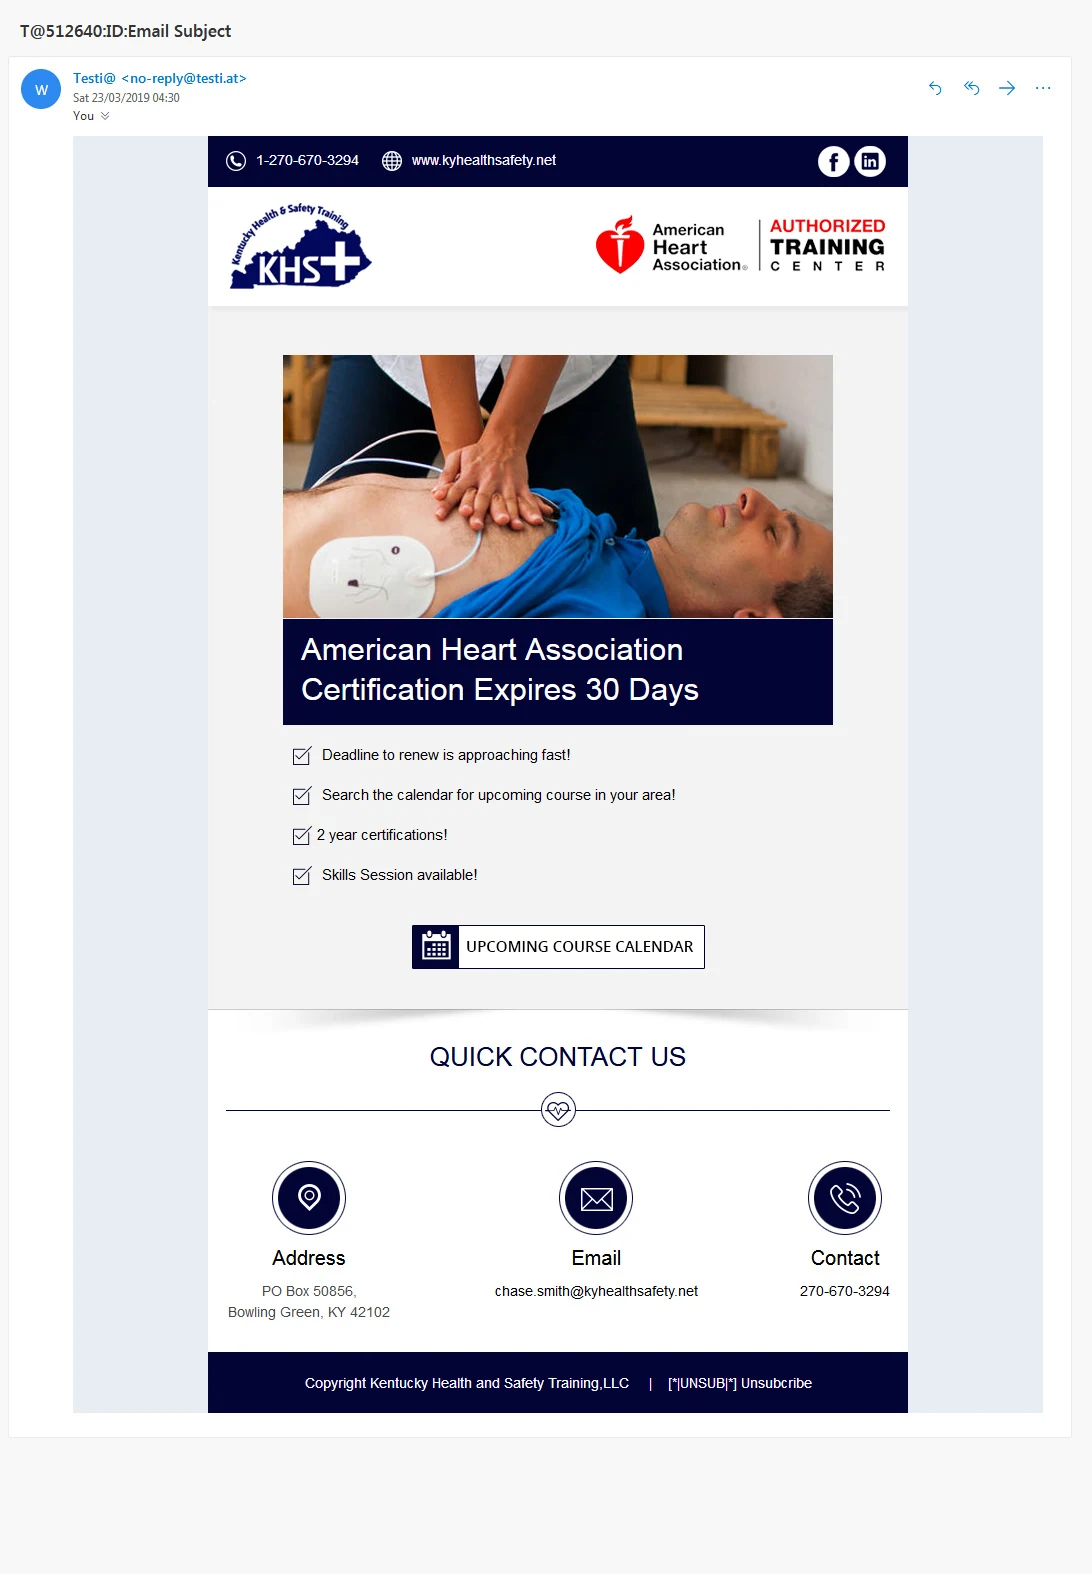 T@512640:ID:Email Subject
W
Testi@ <no-reply@testi.at>
Sat 23/03/2019 04:30
You
1-270-670-3294 www.kyhealthsafety.net
Kentucky Health & Safety Training
KHS
American
Heart
Association®
AUTHORIZED
TRAINING
CENTER
American Heart Association
Certification Expires 30 Days
Deadline to renew is approaching fast!
Search the calendar for upcoming course in your area!
2 year certifications!
Skills Session available!
UPCOMING COURSE CALENDAR
QUICK CONTACT US
Address
PO Box 50856,
Bowling Green, KY 42102
Email
chase.smith@kyhealthsafety.net
Contact
270-670-3294
Copyright Kentucky Health and Safety Training,LLC | [*|UNSUB|*] Unsubcribe